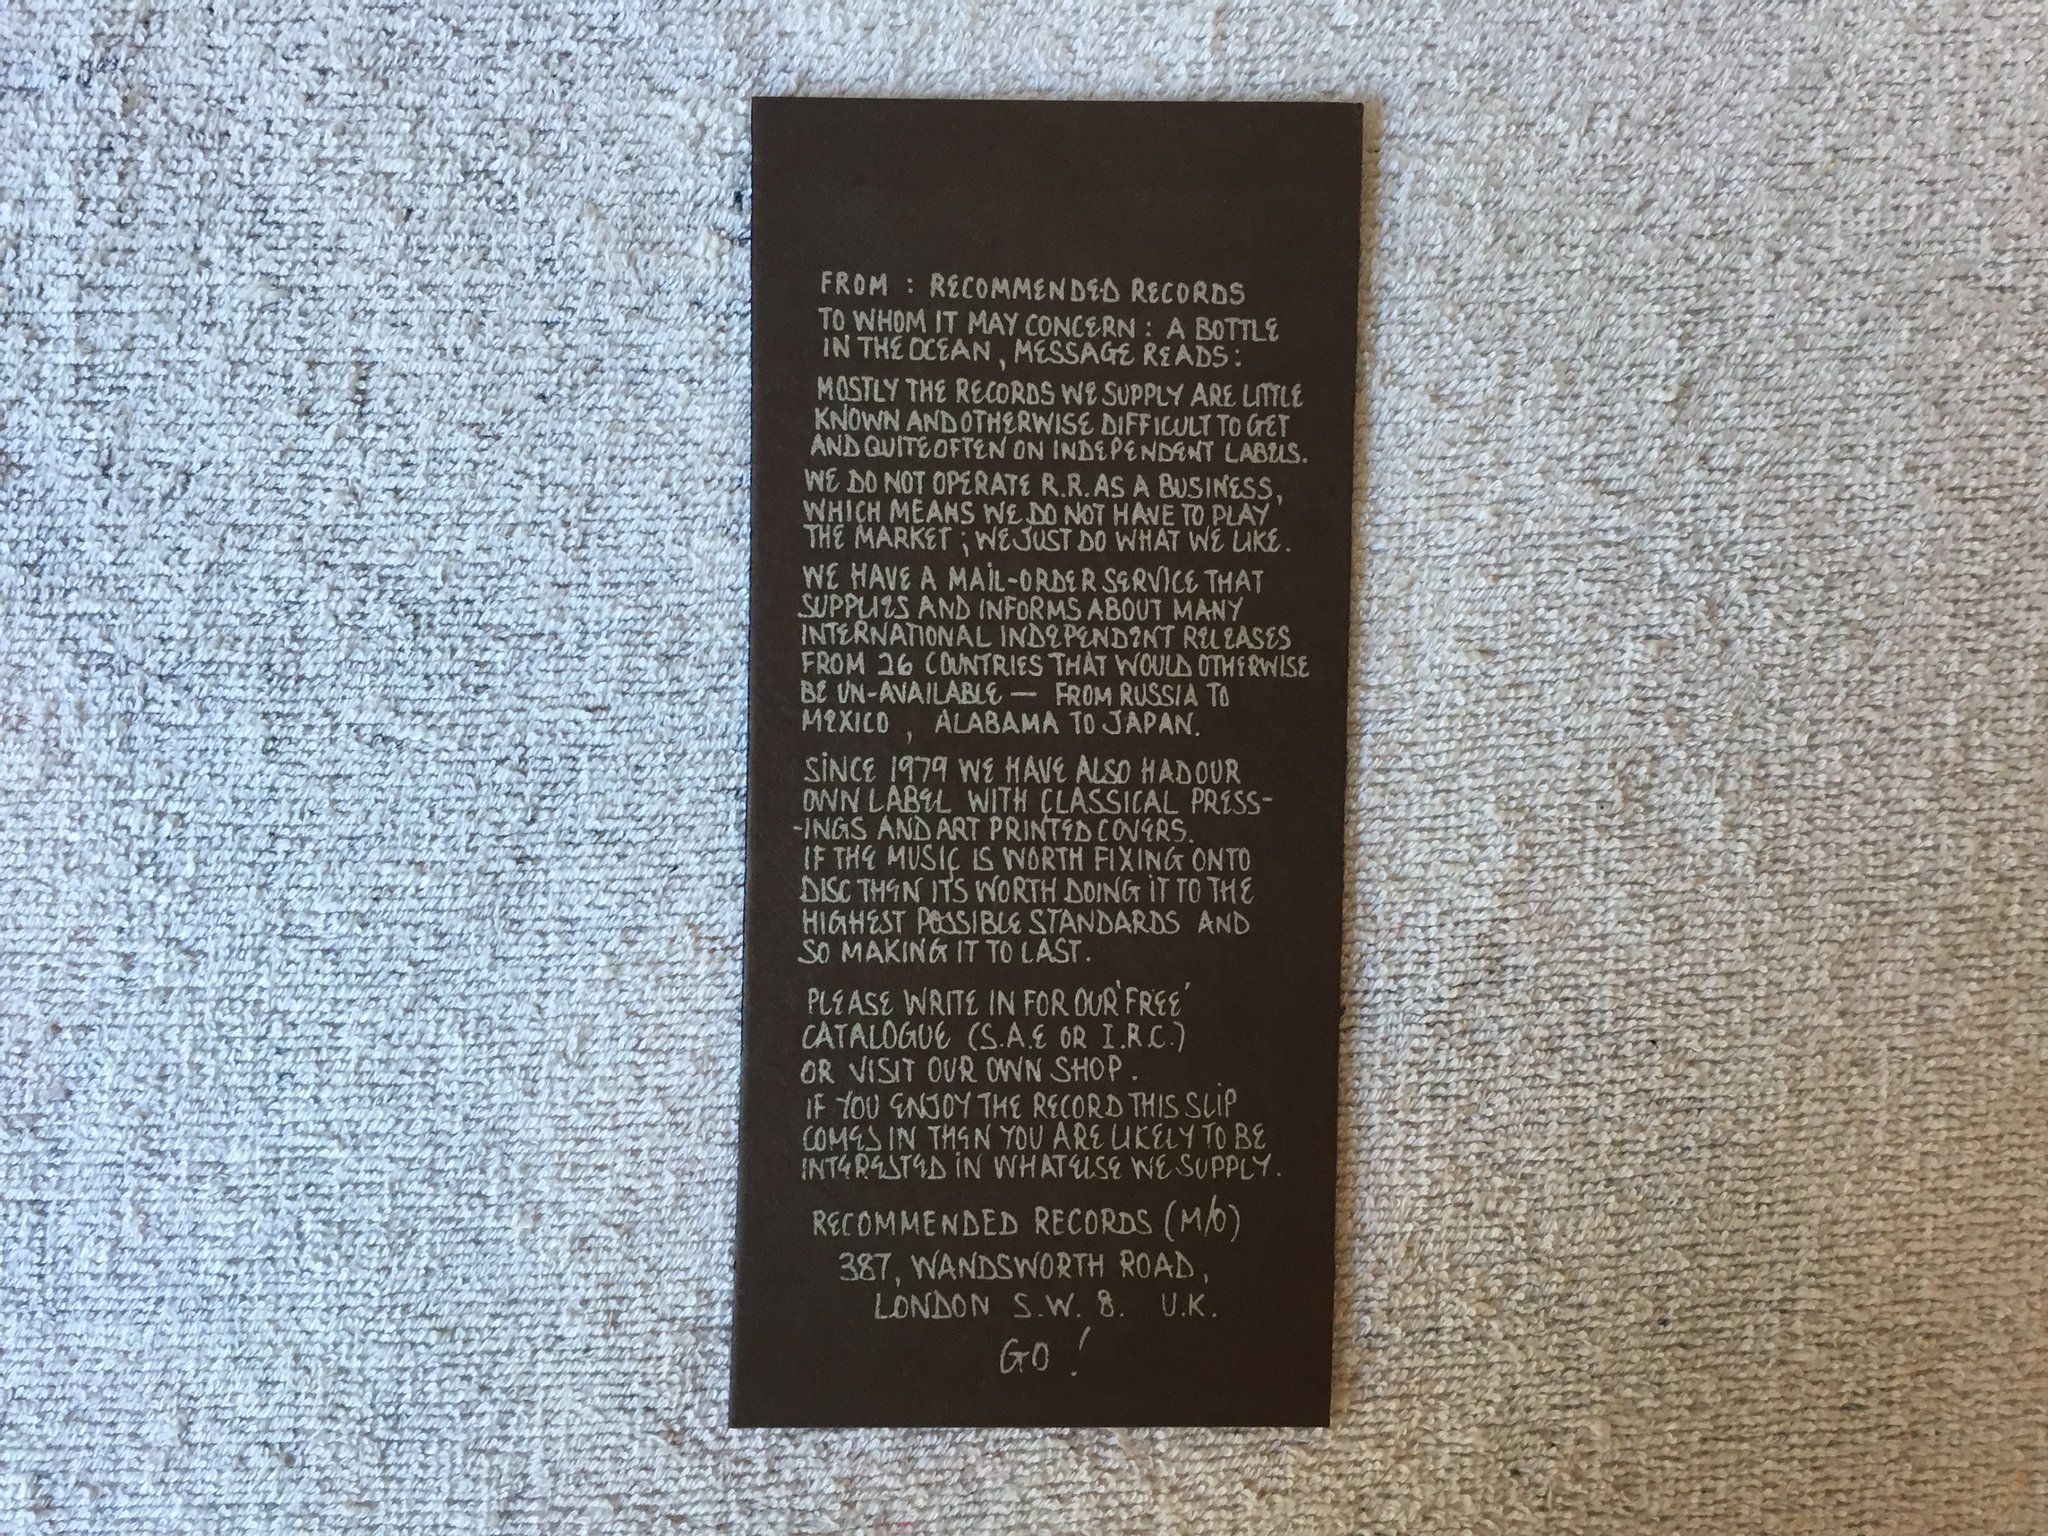 FROM : RECOMMENDED RECORDS
TO WHOM IT MAY CONCERN : A BOTTLE
IN THE OCEAN, MESSAGE READS:
MOSTLY THE RECORDS WE SUPPLY ARE LITTLE
KNOWN AND OTHERWISE DIFFICULT TO GET
AND QUITE OFTEN ON INDEPENDENT LABELS.
WE DO NOT OPERATE R.R. AS A BUSINESS,
WHICH MEANS WE DO NOT HAVE TO PLAY
THE MARKET ; WE JUST DO WHAT WE LIKE.
WE HAVE A MAIL-ORDER SERVICE THAT
SUPPLIES AND INFORMS ABOUT MANY
INTERNATIONAL INDEPENDENT RELEASES
FROM 26 COUNTRIES THAT WOULD OTHERWISE
BE UN-AVAILABLE — FROM RUSSIA TO
MEXICO , ALABAMA TO JAPAN.
SINCE 1979 WE HAVE ALSO HAD OUR
OWN LABEL WITH CLASSICAL PRESS-
-INGS AND ART PRINTED COVERS.
IF THE MUSIC IS WORTH FIXING ONTO
DISC THEN ITS WORTH DOING IT TO THE
HIGHEST POSSIBLE STANDARDS AND
SO MAKING IT TO LAST.
PLEASE WRITE IN FOR OUR 'FREE'
CATALOGUE (S.A.E OR I.R.C.)
OR VISIT OUR OWN SHOP.
IF YOU ENJOY THE RECORD THIS SLIP
COMES IN THEN YOU ARE LIKELY TO BE
INTERESTED IN WHAT ELSE WE SUPPLY.
RECOMMENDED RECORDS (M/O)
387, WANDSWORTH ROAD,
LONDON S.W. 8. U.K.
GO!